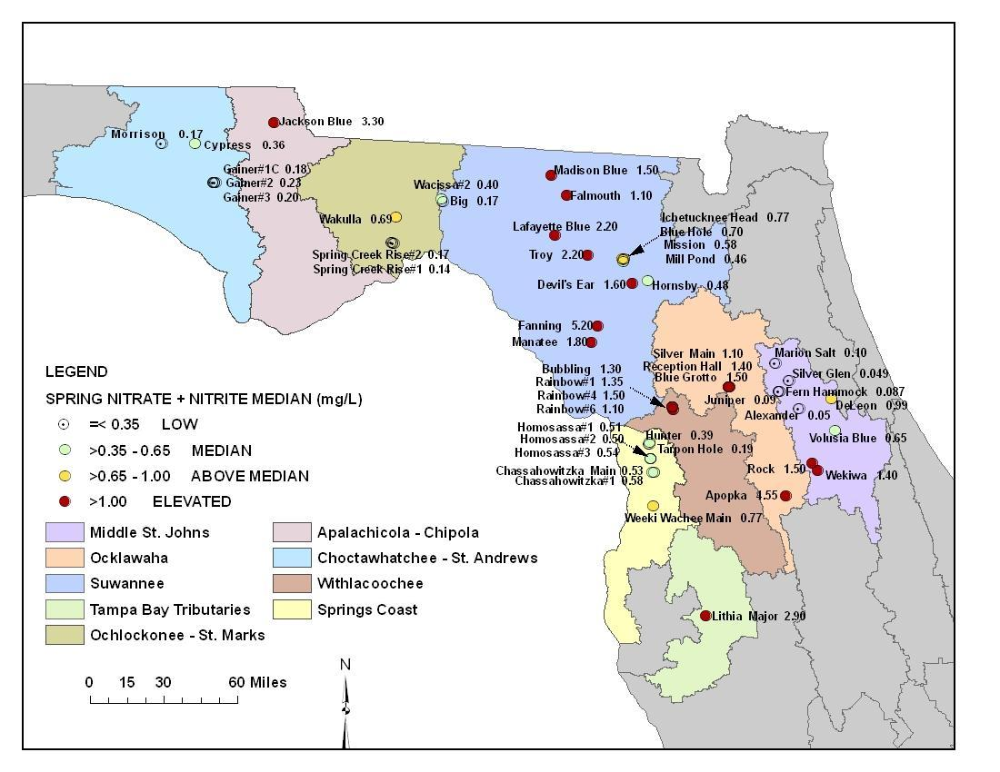 Jackson Blue 3.30
Morrison 0.17
Cypress 0.36
Gainer#1C 0.18
Gainer#2 0.23
Gainer#3 0.20
Madison Blue 1.50
Wacissa#2 0.40
Big 0.17
Falmouth 1.10
Wakulla 0.69
Ichetucknee Head 0.77
Blue Hole 0.70
Mission 0.58
Mill Pond 0.46
Lafayette Blue 2.20
Troy 2.20
Spring Creek Rise#2 0.17
Spring Creek Rise#1 0.14
Devil's Ear 1.60
Hornsby 0.48
Fanning 5.20
Manatee 1.80
Silver Main 1.10
Reception Hall 1.40
Blue Grotto 1.50
Marion Salt 0.10
Silver Glen 0.049
Bubbling 1.30
Rainbow#1 1.35
Rainbow#4 1.50
Rainbow#6 1.10
Juniper 0.09
Fern Hammock 0.087
DeLeon 0.99
Alexander 0.05
Homosassa#1 0.51
Homosassa#2 0.50
Homosassa#3 0.54
Hunter 0.39
Tarpon Hole 0.19
Volusia Blue 0.65
Chassahowitzka Main 0.53
Chassahowitzka#1 0.58
Rock 1.50
Wekiwa 1.40
Apopka 4.55
Weeki Wachee Main 0.77
Lithia Major 2.90
LEGEND
SPRING NITRATE + NITRITE MEDIAN (mg/L)
=< 0.35 LOW
>0.35 - 0.65 MEDIAN
>0.65 - 1.00 ABOVE MEDIAN
>1.00 ELEVATED
Middle St. Johns
Apalachicola - Chipola
Ocklawaha
Choctawhatchee - St. Andrews
Suwannee
Withlacoochee
Tampa Bay Tributaries
Springs Coast
Ochlockonee - St. Marks
0 15 30 60 Miles
N